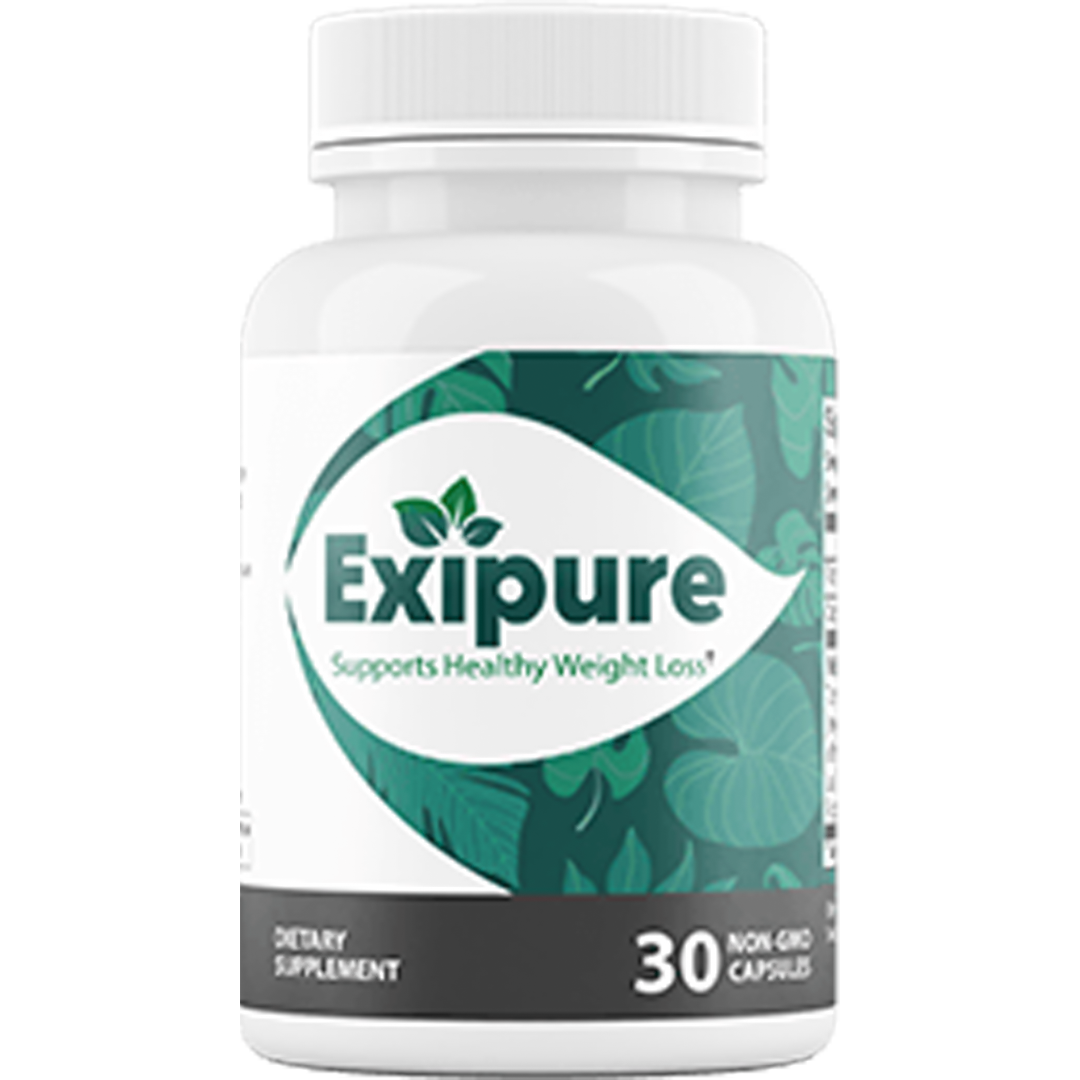 Exipure
Supports Healthy Weight Loss†
DIETARY
SUPPLEMENT
30
NON-GMO
CAPSULES